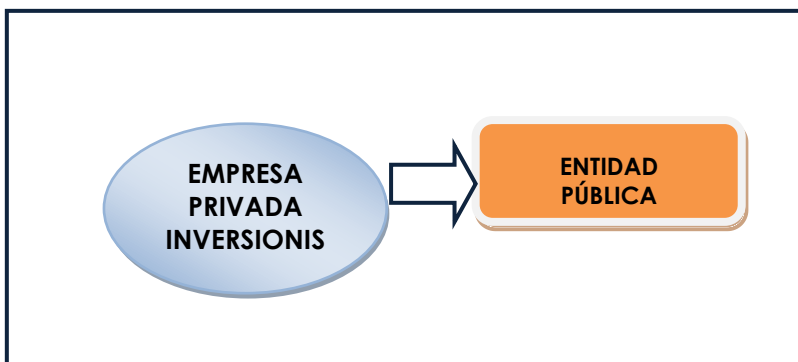 EMPRESA
PRIVADA
INVERSIONIS
ENTIDAD
PÚBLICA